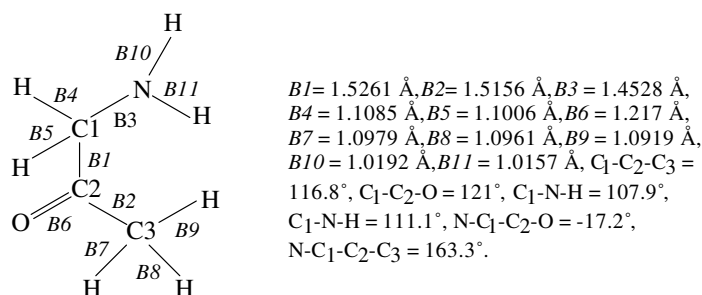 H
B10
H
B4
N
B11
H
B3
C1
B5
B1
H
C2
B2
H
O
B6
C3
B9
B7
H
B8
H
B1= 1.5261 Å,B2= 1.5156 Å,B3 = 1.4528 Å,
B4 = 1.1085 Å,B5 = 1.1006 Å,B6 = 1.217 Å,
B7 = 1.0979 Å,B8 = 1.0961 Å,B9 = 1.0919 Å,
B10 = 1.0192 Å,B11 = 1.0157 Å, C1-C2-C3 =
116.8°, C1-C2-O = 121°, C1-N-H = 107.9°,
C1-N-H = 111.1°, N-C1-C2-O = -17.2°,
N-C1-C2-C3 = 163.3°.